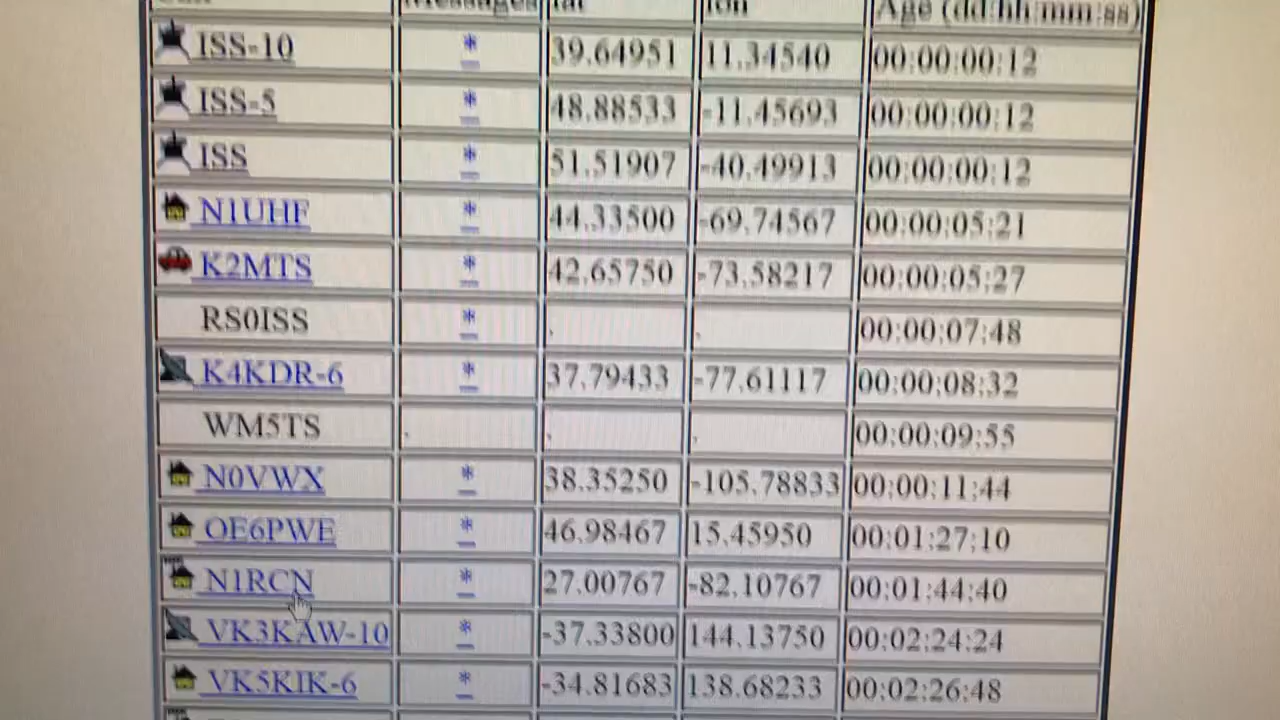 Call Messages lat lon Age (dd:hh:mm:ss)
ISS-10 * 39.64951 11.34540 00:00:00:12
ISS-5 * 48.88533 -11.45693 00:00:00:12
ISS * 51.51907 -40.49913 00:00:00:12
N1UHF * 44.33500 -69.74567 00:00:05:21
K2MTS * 42.65750 -73.58217 00:00:05:27
RS0ISS * . . 00:00:07:48
K4KDR-6 * 37.79433 -77.61117 00:00:08:32
WM5TS . . . 00:00:09:55
N0VWX * 38.35250 -105.78833 00:00:11:44
OE6PWE * 46.98467 15.45950 00:01:27:10
N1RCN * 27.00767 -82.10767 00:01:44:40
VK3KAW-10 * -37.33800 144.13750 00:02:24:24
VK5KIK-6 * -34.81683 138.68233 00:02:26:48